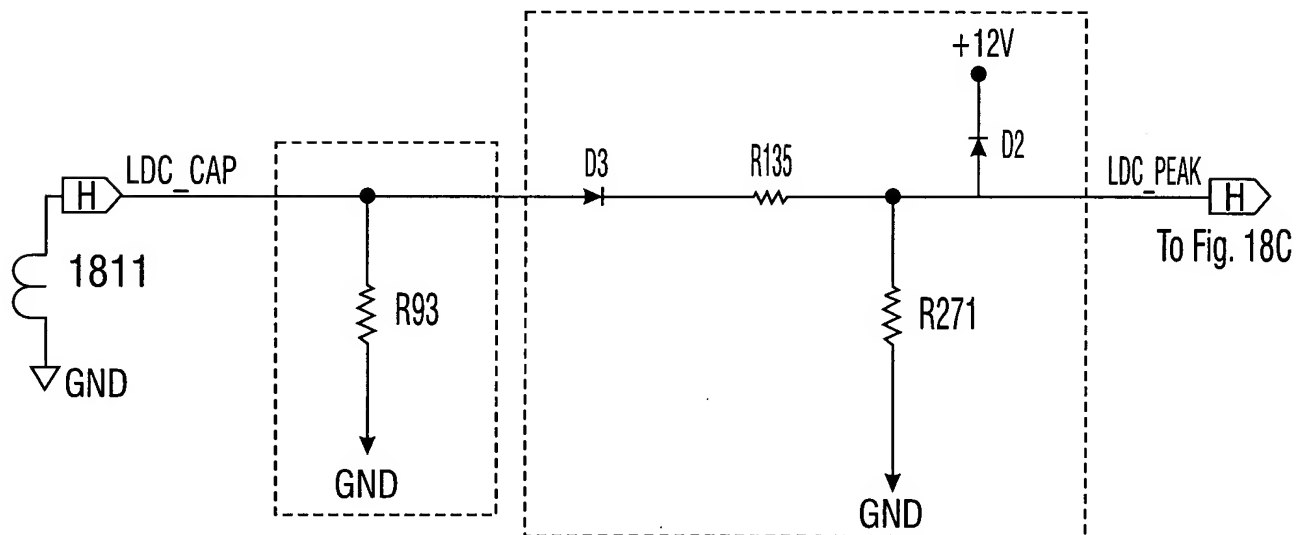 +12V
D2
D3
R135
LDC_PEAK
H
To Fig. 18C
H
LDC_CAP
1811
GND
R93
GND
R271
GND